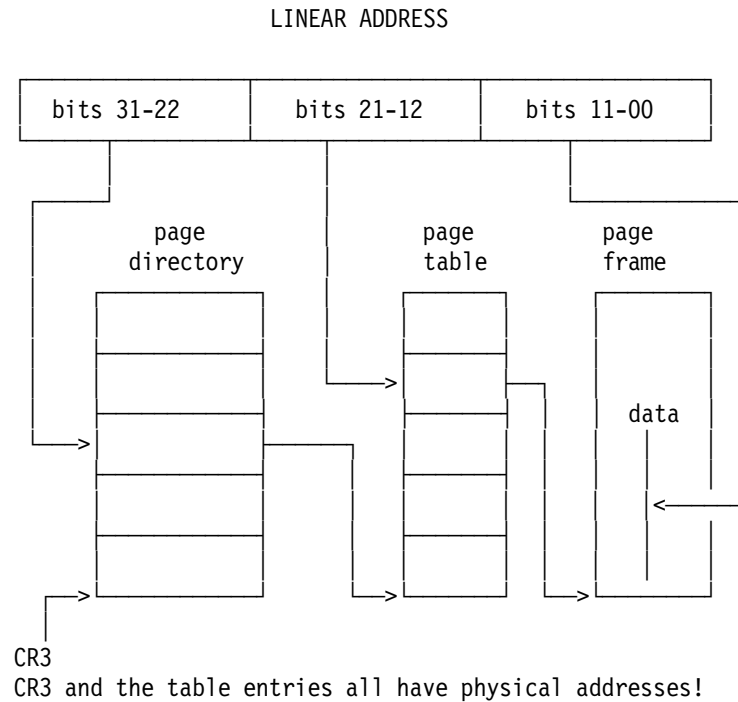 LINEAR ADDRESS
bits 31-22 bits 21-12 bits 11-00
page page page
directory table frame
data
CR3
CR3 and the table entries all have physical addresses!